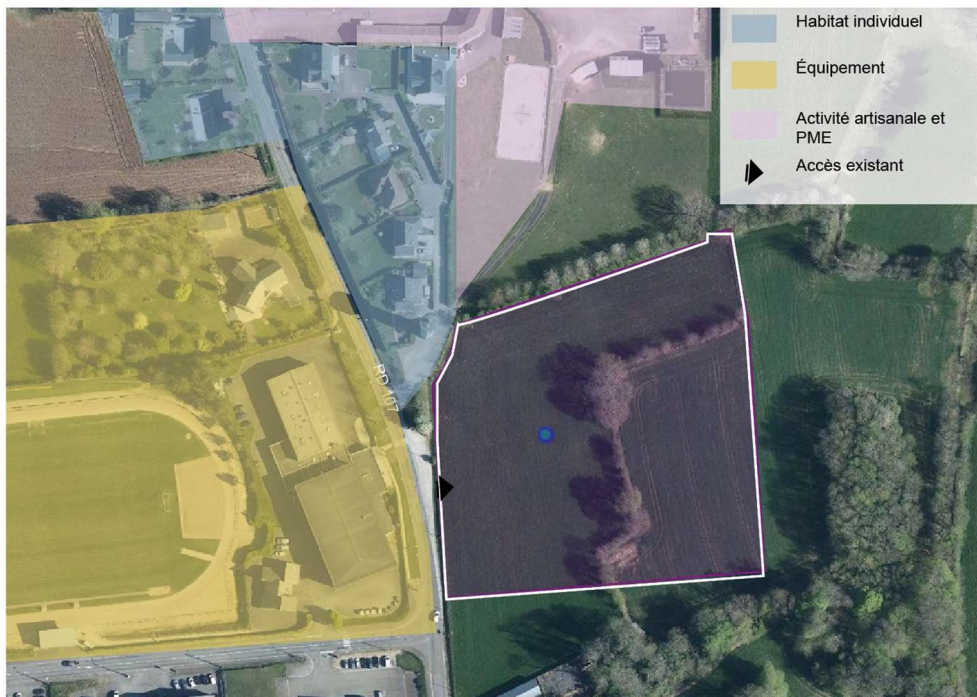 Habitat individuel
Équipement
Activité artisanale et
PME
Accès existant
RD 107